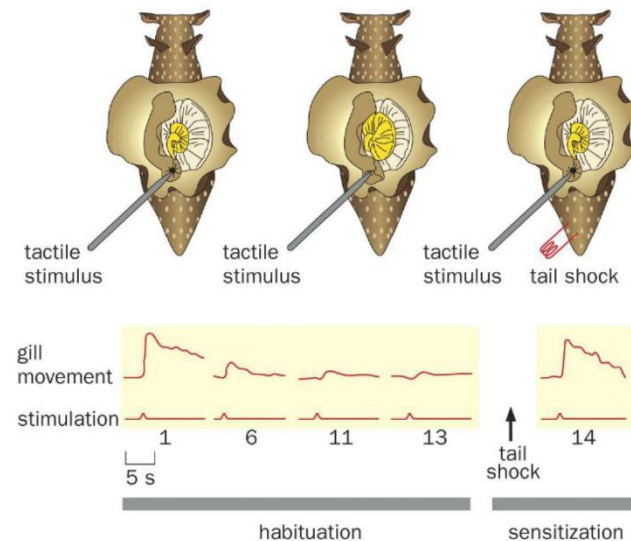 tactile
stimulus
tactile
stimulus
tactile
stimulus
tail shock
gill
movement
stimulation
1
6
11
13
14
5 s
tail
shock
habituation
sensitization